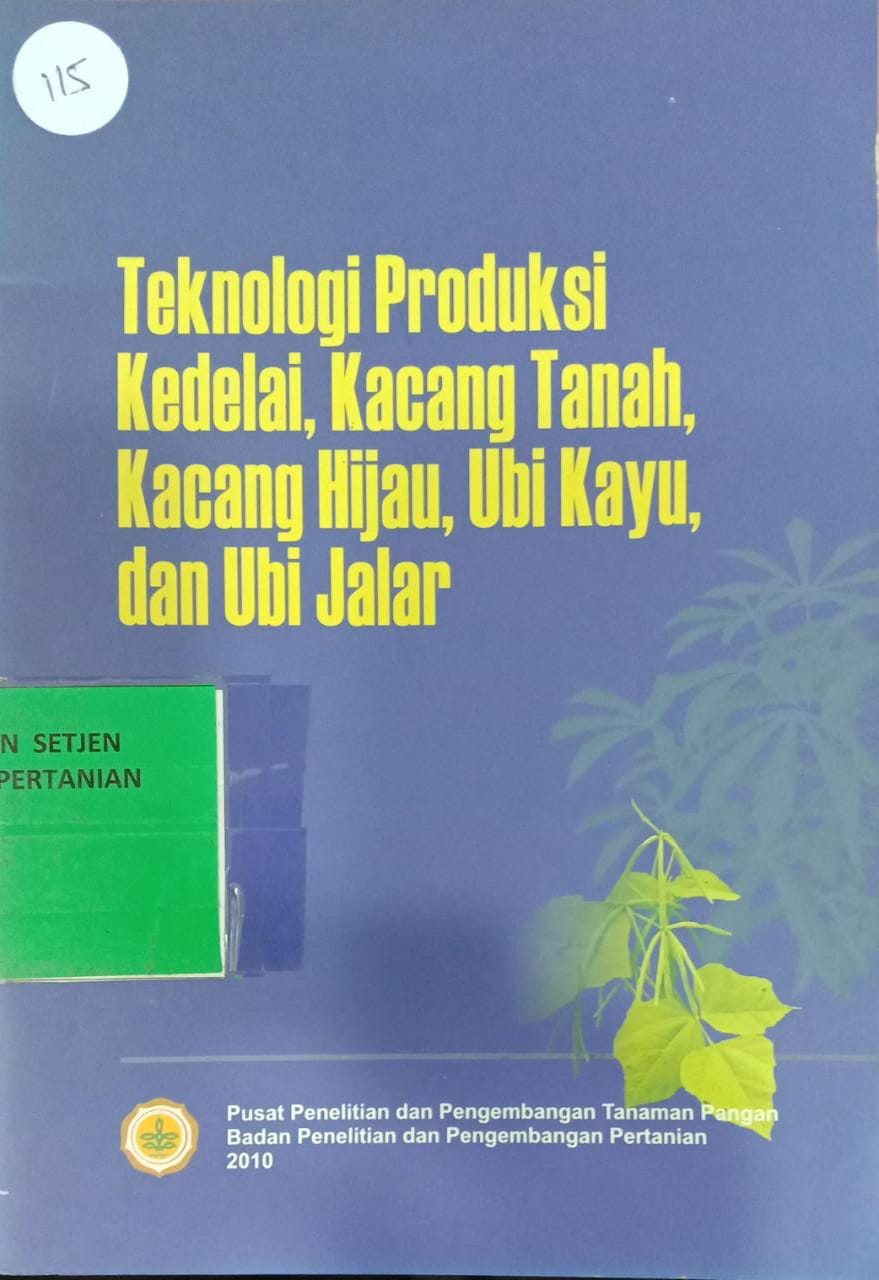 115
Teknologi Produksi
Kedelai, Kacang Tanah,
Kacang Hijau, Ubi Kayu,
dan Ubi Jalar
N SETJEN
PERTANIAN
Pusat Penelitian dan Pengembangan Tanaman Pangan
Badan Penelitian dan Pengembangan Pertanian
2010